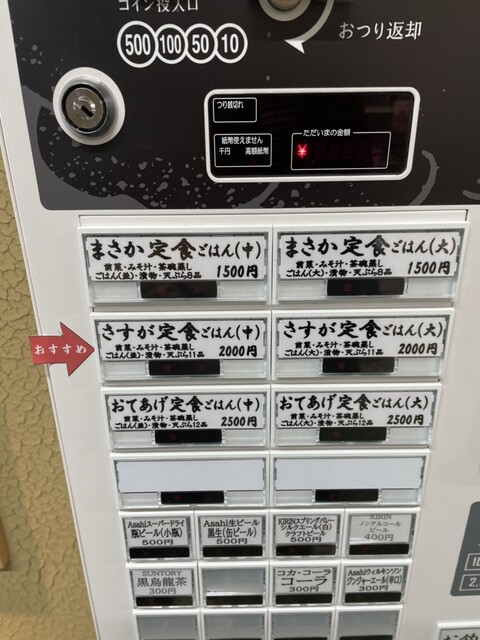 コイン投入口
500 100 50 10
おつり返却
つり銭切れ
紙幣使えません
千円 高額紙幣
ただいまの金額
¥
まさか定食ごはん(中)
前菜・みそ汁・茶碗蒸し
ごはん(並)・漬物・天ぷら8品
1500円
まさか定食ごはん(大)
前菜・みそ汁・茶碗蒸し
ごはん(大)・漬物・天ぷら8品
1500円
おすすめ
さすが定食ごはん(中)
前菜・みそ汁・茶碗蒸し
ごはん(並)・漬物・天ぷら11品
2000円
さすが定食ごはん(大)
前菜・みそ汁・茶碗蒸し
ごはん(大)・漬物・天ぷら11品
2000円
おてあげ定食ごはん(中)
前菜・みそ汁・茶碗蒸し
ごはん(並)・漬物・天ぷら12品
2500円
おてあげ定食ごはん(大)
前菜・みそ汁・茶碗蒸し
ごはん(大)・漬物・天ぷら12品
2500円
Asahiスーパードライ
瓶ビール(小瓶)
500円
Asahi生ビール
黒生(缶ビール)
500円
KIRINスプリングバレー
シルクエール(白)
クラフトビール
500円
KIRIN
ノンアルコール
ビール
400円
SUNTORY
黒烏龍茶
300円
コカ・コーラ
コーラ
300円
Asahiウィルキンソン
ジンジャーエール(辛口)
300円